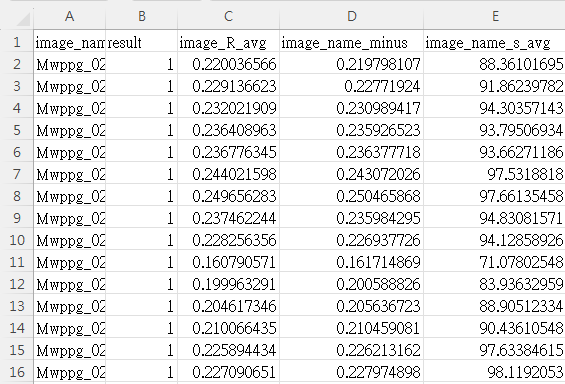 A B C D E
1 image_nam result image_R_avg image_name_minus image_name_s_avg
2 Mwppg_02 1 0.220036566 0.219798107 88.36101695
3 Mwppg_02 1 0.229136623 0.22771924 91.86239782
4 Mwppg_02 1 0.232021909 0.230989417 94.30357143
5 Mwppg_02 1 0.236408963 0.235926523 93.79506934
6 Mwppg_02 1 0.236776345 0.236377718 93.66271186
7 Mwppg_02 1 0.244021598 0.243072026 97.5318818
8 Mwppg_02 1 0.249656283 0.250465868 97.66135458
9 Mwppg_02 1 0.237462244 0.235984295 94.83081571
10 Mwppg_02 1 0.228256356 0.226937726 94.12858926
11 Mwppg_02 1 0.160790571 0.161714869 71.07802548
12 Mwppg_02 1 0.199963291 0.200588826 83.93632959
13 Mwppg_02 1 0.204617346 0.205636723 88.90512334
14 Mwppg_02 1 0.210066435 0.210459081 90.43610548
15 Mwppg_02 1 0.225894434 0.226213162 97.63384615
16 Mwppg_02 1 0.227090651 0.227974898 98.1192053